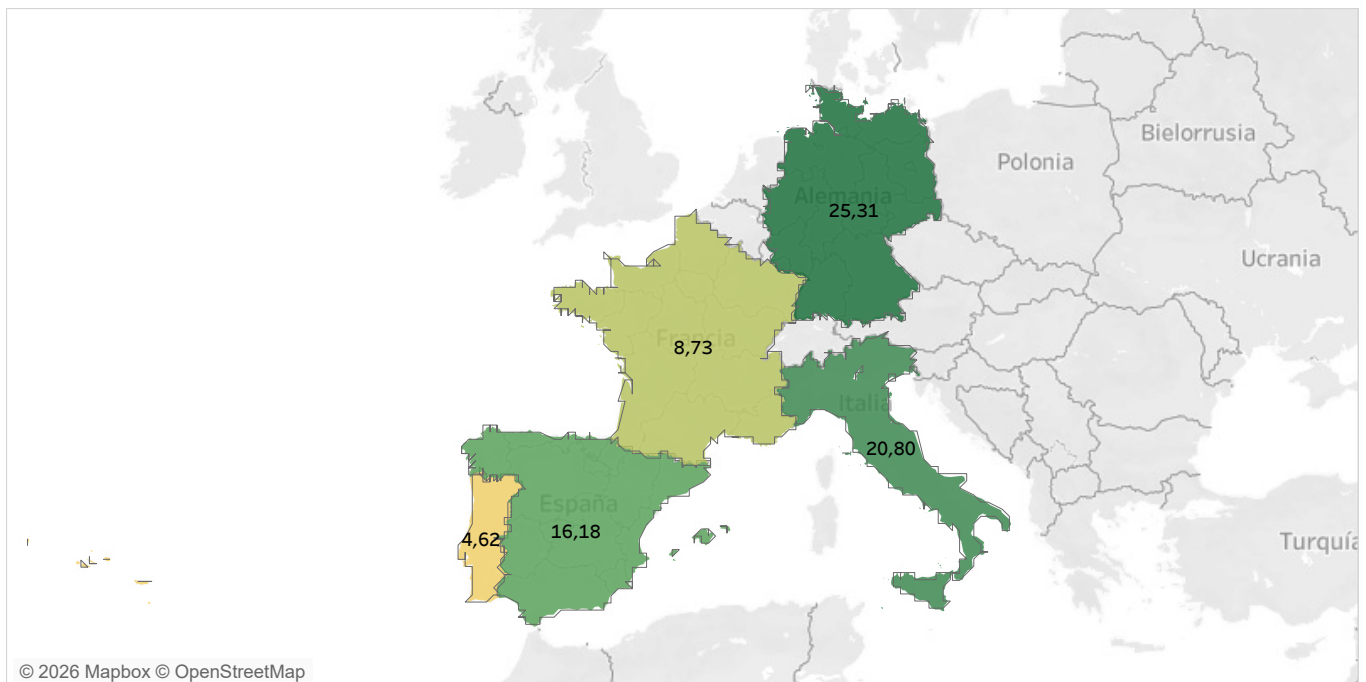 Bielorrusia
Polonia
Alemania
25,31
Ucrania
Francia
8,73
Italia
20,80
España
16,18
4,62
Turquía
© 2026 Mapbox © OpenStreetMap